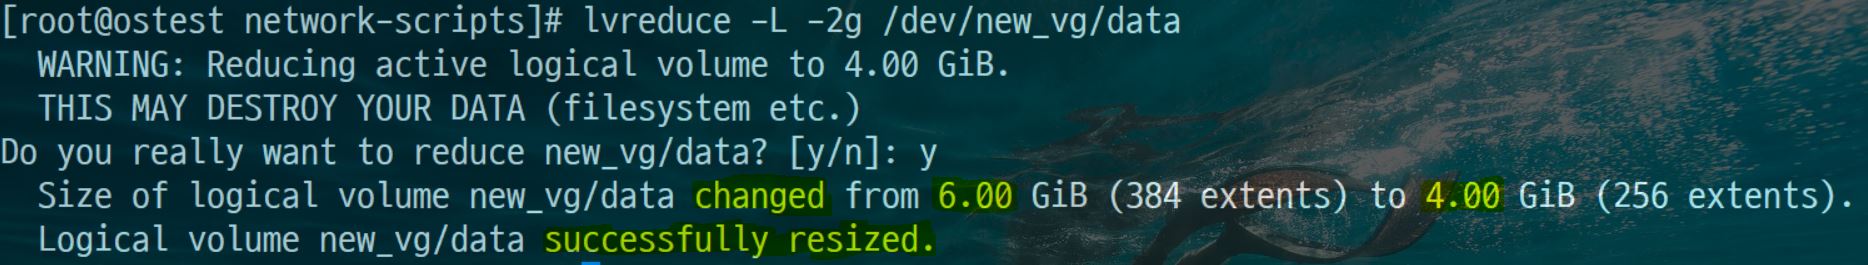 [root@ostest network-scripts]# lvreduce -L -2g /dev/new_vg/data
WARNING: Reducing active logical volume to 4.00 GiB.
THIS MAY DESTROY YOUR DATA (filesystem etc.)
Do you really want to reduce new_vg/data? [y/n]: y
Size of logical volume new_vg/data changed from 6.00 GiB (384 extents) to 4.00 GiB (256 extents).
Logical volume new_vg/data successfully resized.